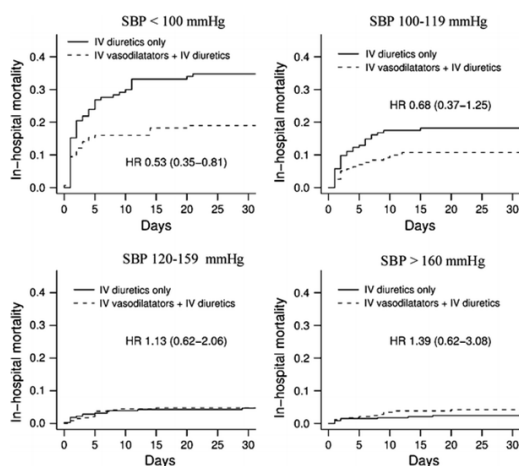 SBP < 100 mmHg
IV diuretics only
IV vasodilatators + IV diuretics
HR 0.53 (0.35−0.81)
In−hospital mortality
0.4
0.3
0.2
0.1
0.0
0 5 10 15 20 25 30
Days
SBP 100-119 mmHg
IV diuretics only
IV vasodilatators + IV diuretics
HR 0.68 (0.37−1.25)
In−hospital mortality
0.4
0.3
0.2
0.1
0.0
0 5 10 15 20 25 30
Days
SBP 120-159 mmHg
IV diuretics only
IV vasodilatators + IV diuretics
HR 1.13 (0.62−2.06)
In−hospital mortality
0.4
0.3
0.2
0.1
0.0
0 5 10 15 20 25 30
Days
SBP > 160 mmHg
IV diuretics only
IV vasodilatators + IV diuretics
HR 1.39 (0.62−3.08)
In−hospital mortality
0.4
0.3
0.2
0.1
0.0
0 5 10 15 20 25 30
Days